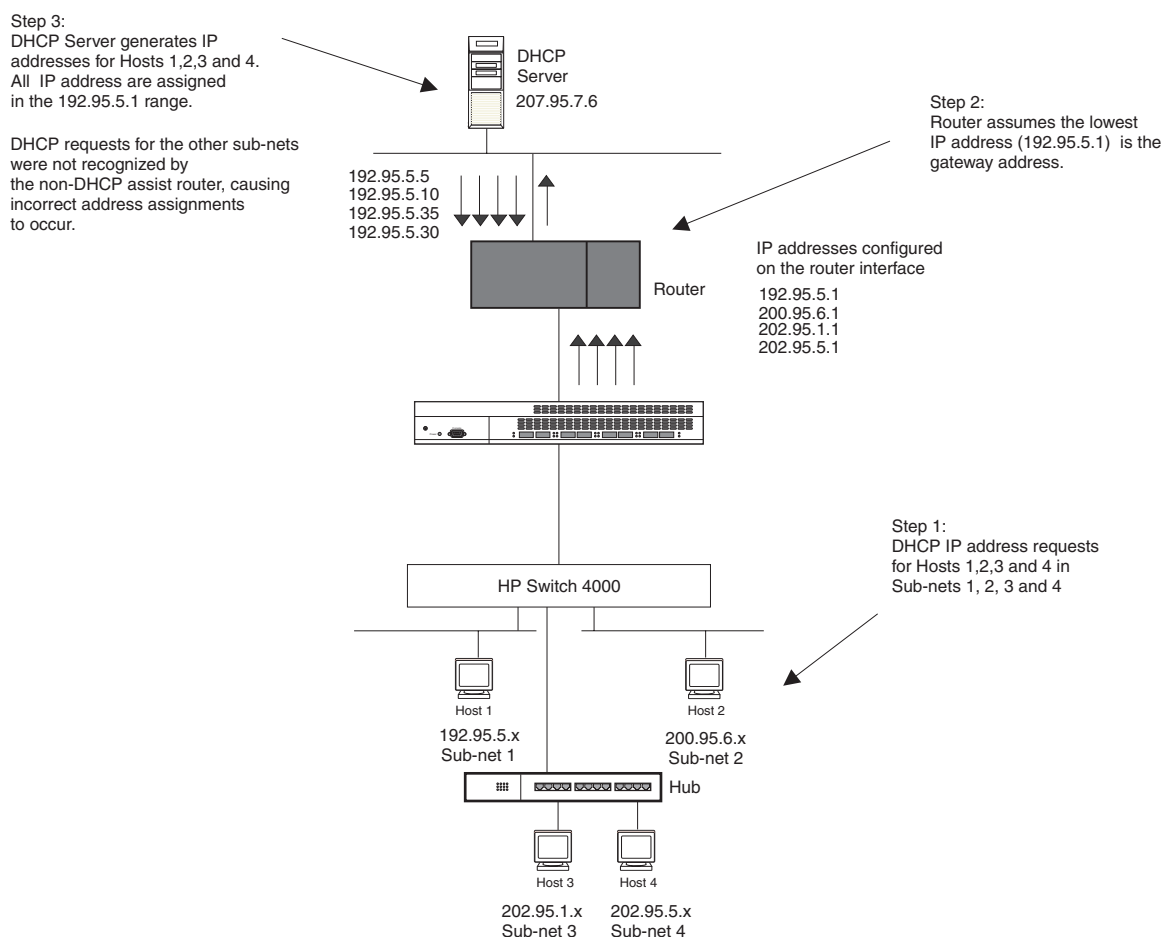 Step 3:
DHCP Server generates IP
addresses for Hosts 1,2,3 and 4.
All IP address are assigned
in the 192.95.5.1 range.
DHCP requests for the other sub-nets
were not recognized by
the non-DHCP assist router, causing
incorrect address assignments
to occur.
DHCP
Server
207.95.7.6
Step 2:
Router assumes the lowest
IP address (192.95.5.1) is the
gateway address.
192.95.5.5
192.95.5.10
192.95.5.35
192.95.5.30
Router
IP addresses configured
on the router interface
192.95.5.1
200.95.6.1
202.95.1.1
202.95.5.1
Step 1:
DHCP IP address requests
for Hosts 1,2,3 and 4 in
Sub-nets 1, 2, 3 and 4
HP Switch 4000
Host 1
192.95.5.x
Sub-net 1
Host 2
200.95.6.x
Sub-net 2
Hub
Host 3
202.95.1.x
Sub-net 3
Host 4
202.95.5.x
Sub-net 4